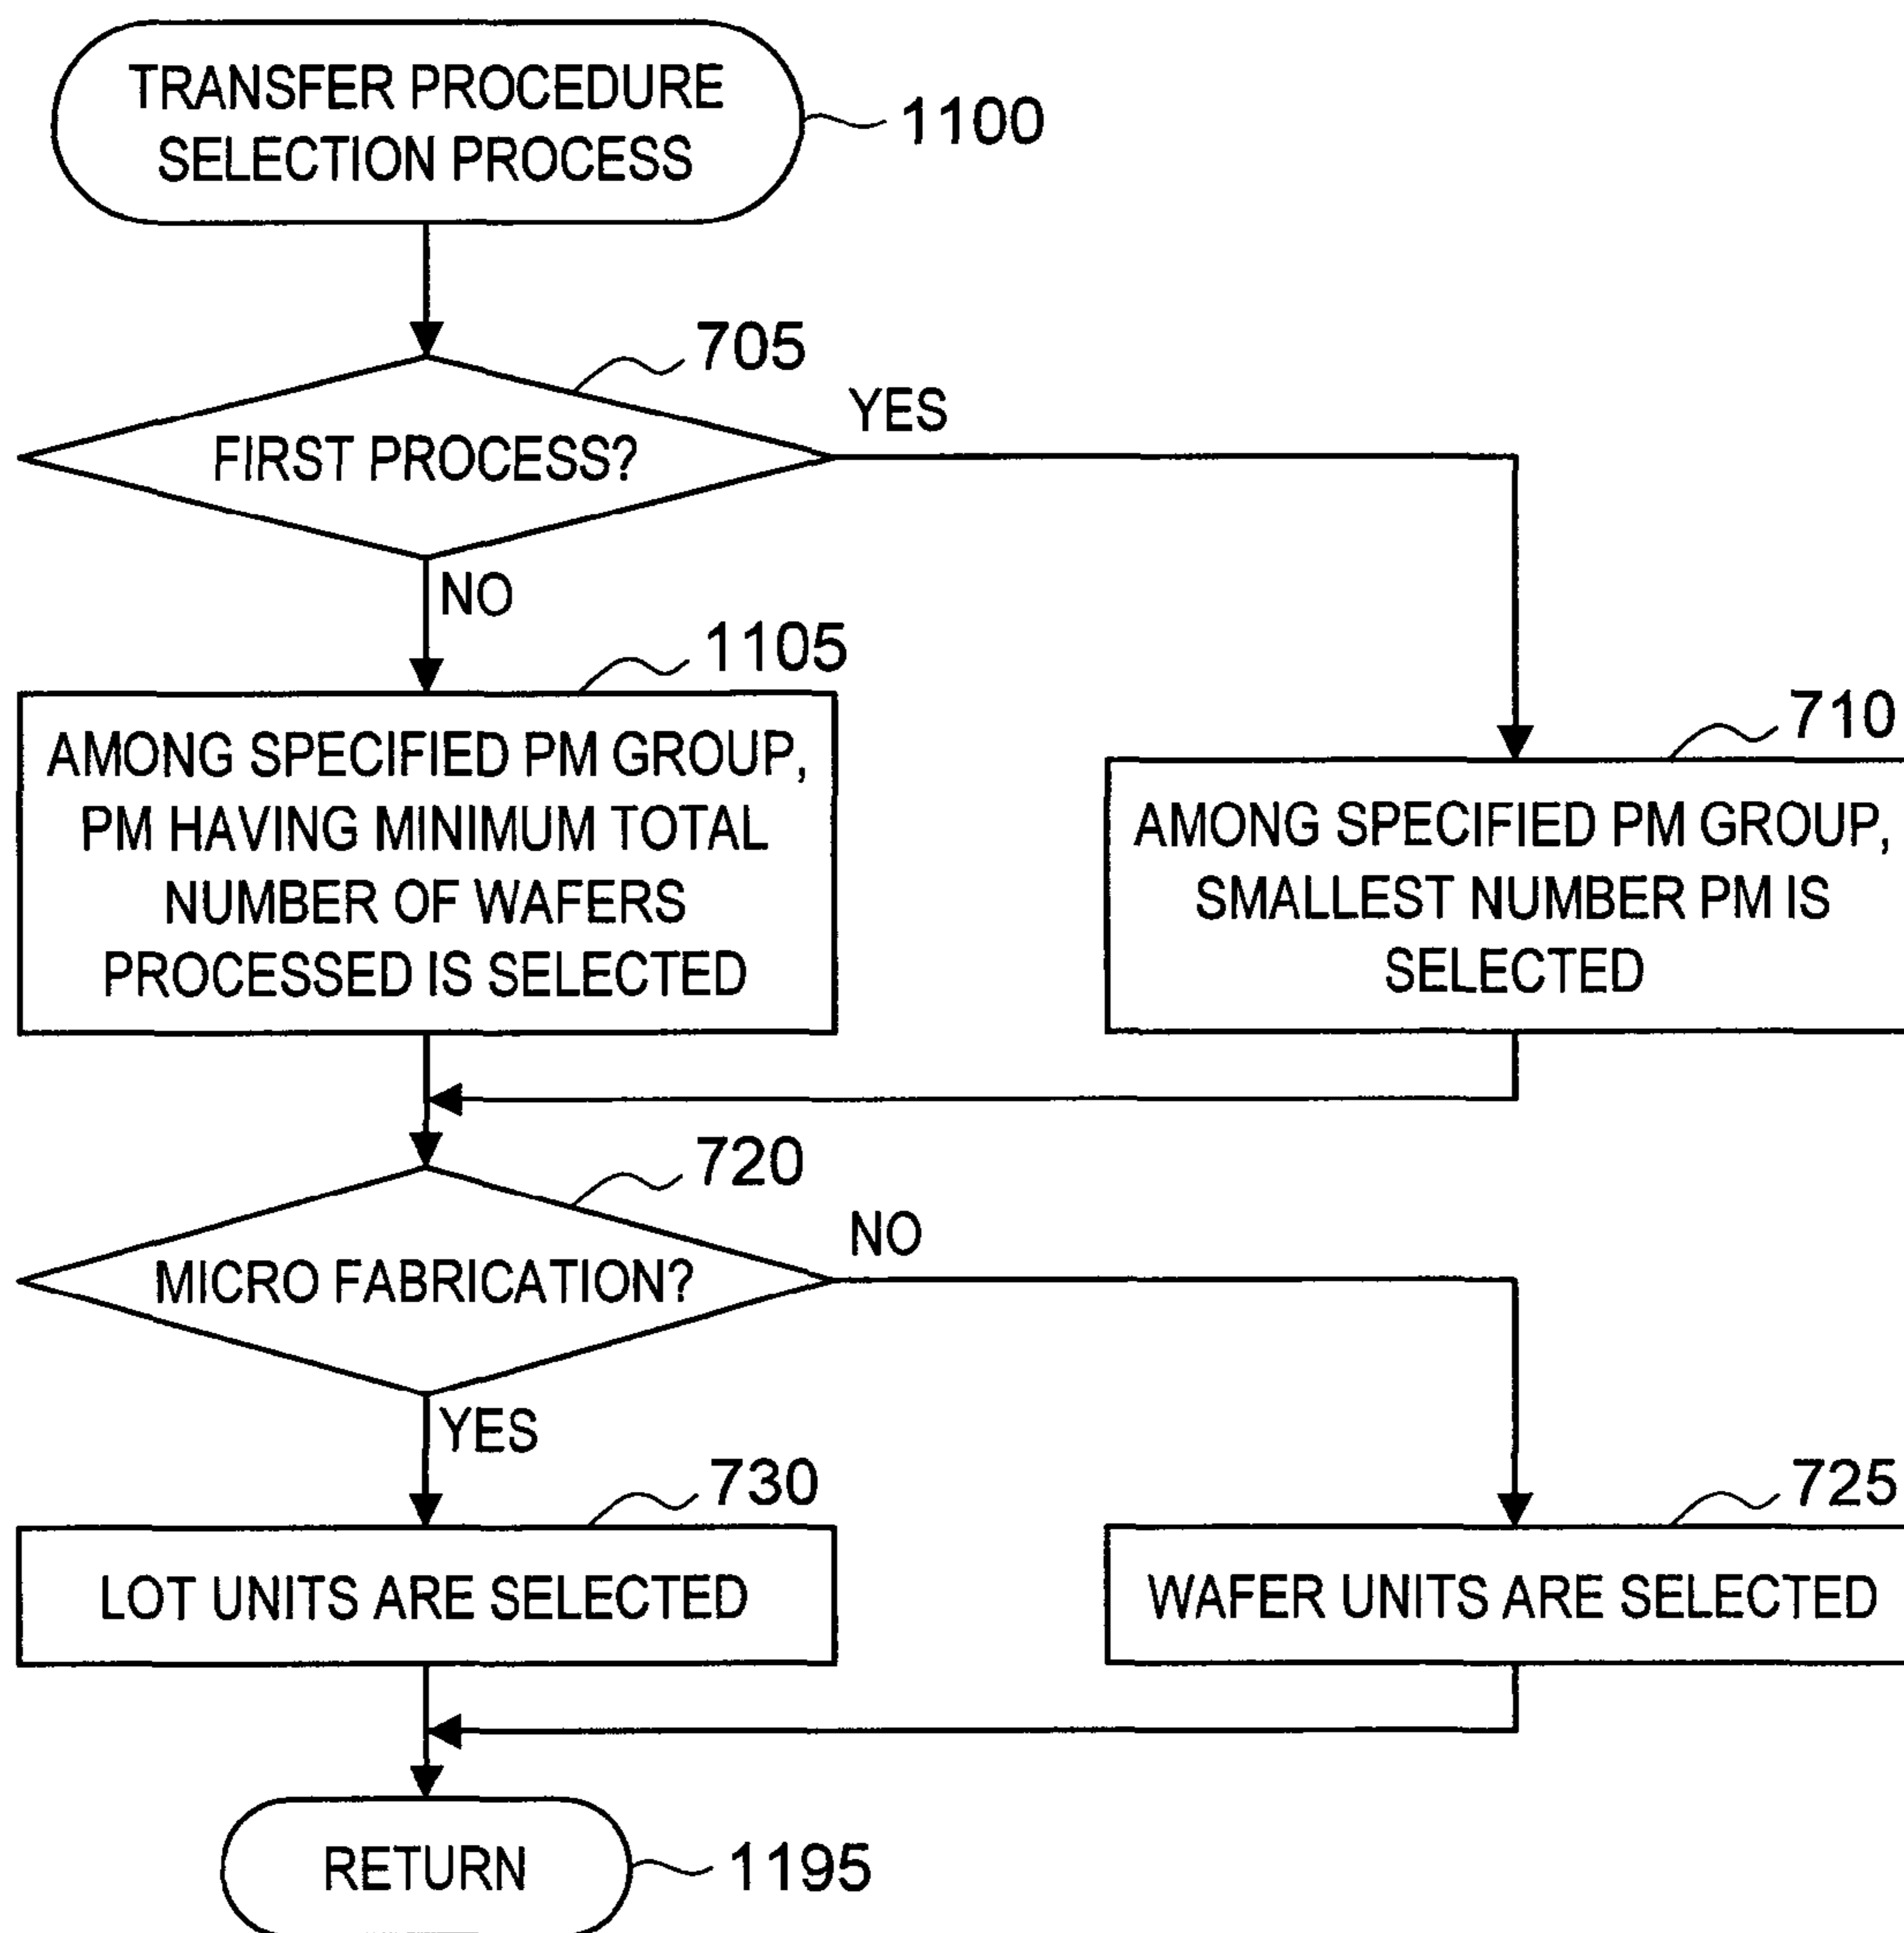 TRANSFER PROCEDURE
SELECTION PROCESS
1100
705
YES
FIRST PROCESS?
NO
1105
AMONG SPECIFIED PM GROUP,
PM HAVING MINIMUM TOTAL
NUMBER OF WAFERS
PROCESSED IS SELECTED
710
AMONG SPECIFIED PM GROUP,
SMALLEST NUMBER PM IS
SELECTED
720
NO
MICRO FABRICATION?
YES
730
LOT UNITS ARE SELECTED
725
WAFER UNITS ARE SELECTED
RETURN
1195